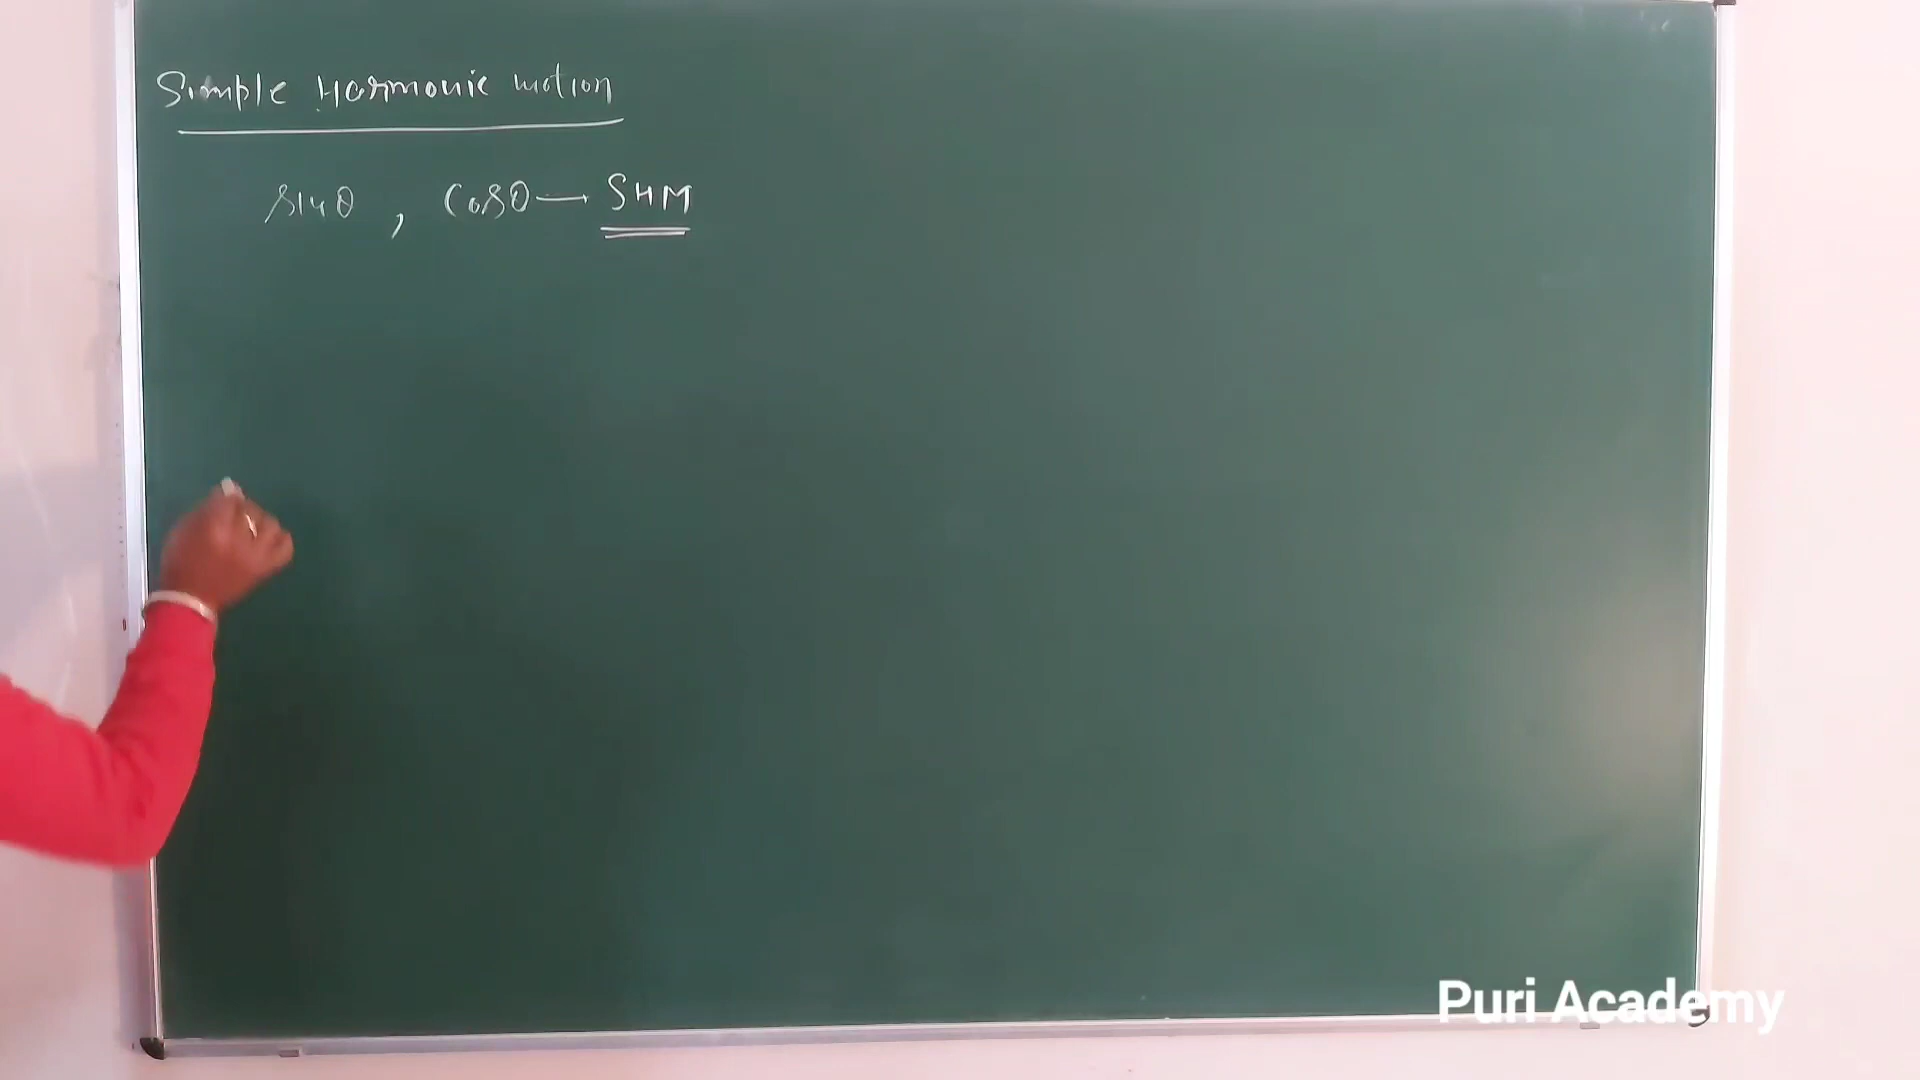 Simple Harmonic motion
sinθ , Cosθ → SHM
Puri Academy